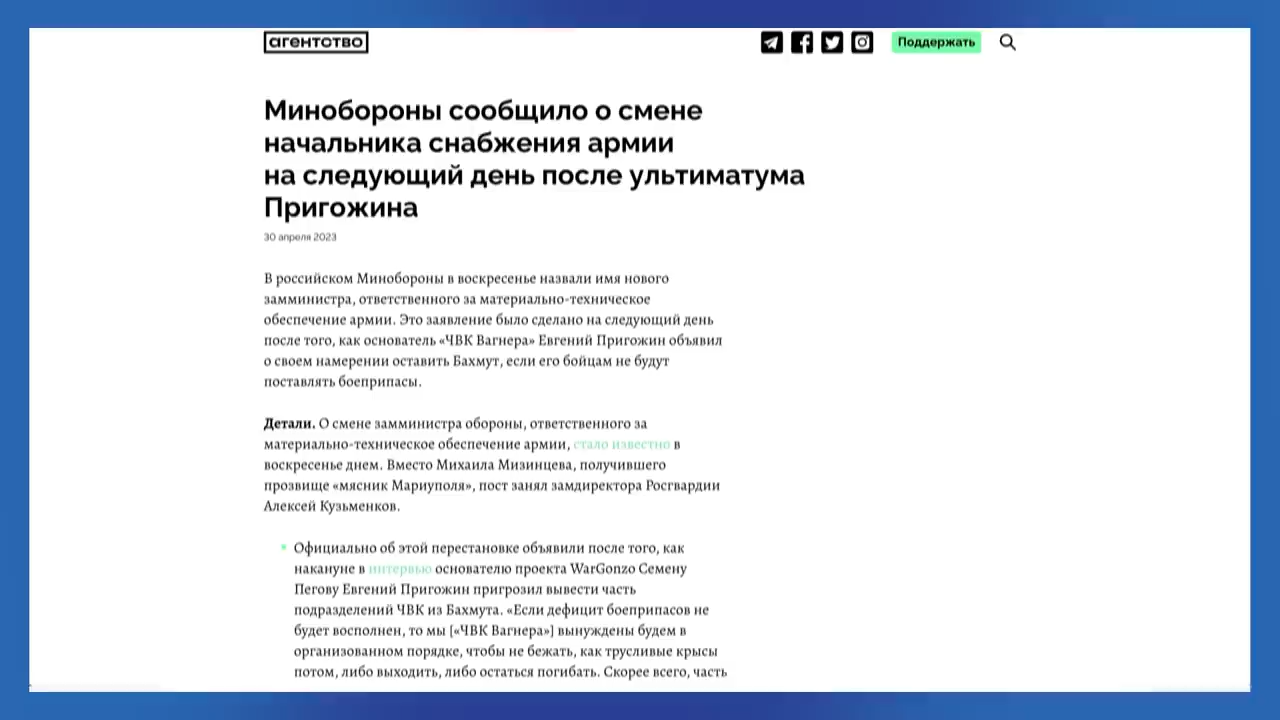 агентство
Поддержать
Минобороны сообщило о смене
начальника снабжения армии
на следующий день после ультиматума
Пригожина
30 апреля 2023
В российском Минобороны в воскресенье назвали имя нового
замминистра, ответственного за материально-техническое
обеспечение армии. Это заявление было сделано на следующий день
после того, как основатель «ЧВК Вагнера» Евгений Пригожин объявил
о своем намерении оставить Бахмут, если его бойцам не будут
поставлять боеприпасы.
Детали. О смене замминистра обороны, ответственного за
материально-техническое обеспечение армии, стало известно в
воскресенье днем. Вместо Михаила Мизинцева, получившего
прозвище «мясник Мариуполя», пост занял замдиректора Росгвардии
Алексей Кузьменков.
Официально об этой перестановке объявили после того, как
накануне в интервью основателю проекта WarGonzo Семену
Пегову Евгений Пригожин пригрозил вывести часть
подразделений ЧВК из Бахмута. «Если дефицит боеприпасов не
будет восполнен, то мы [«ЧВК Вагнера»] вынуждены будем в
организованном порядке, чтобы не бежать, как трусливые крысы
потом, либо выходить, либо остаться погибать. Скорее всего, часть